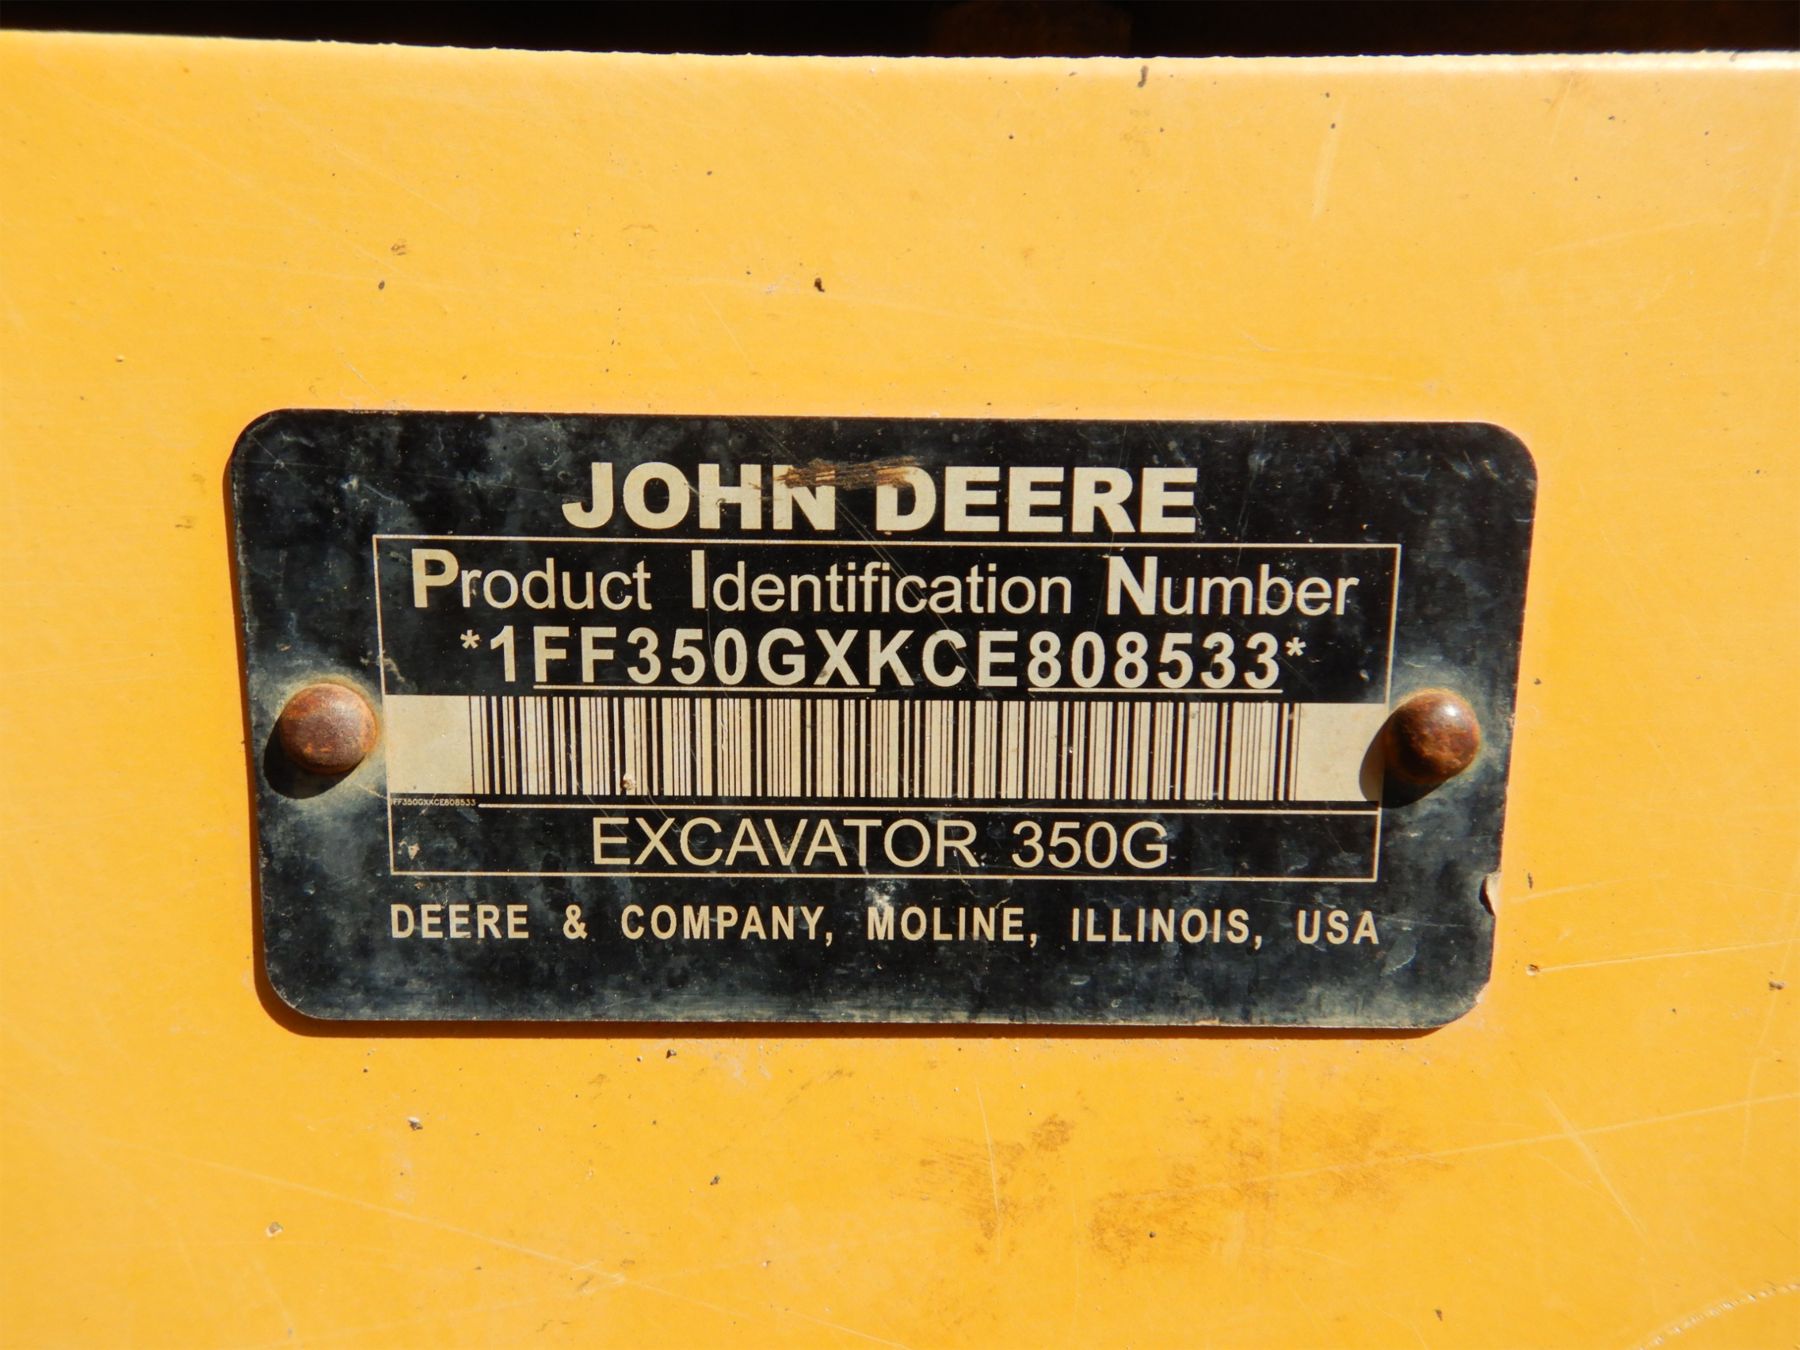 JOHN DEERE
Product Identification Number
*1FF350GXKCE808533*
1FF350GXKCE808533
EXCAVATOR 350G
DEERE & COMPANY, MOLINE, ILLINOIS, USA